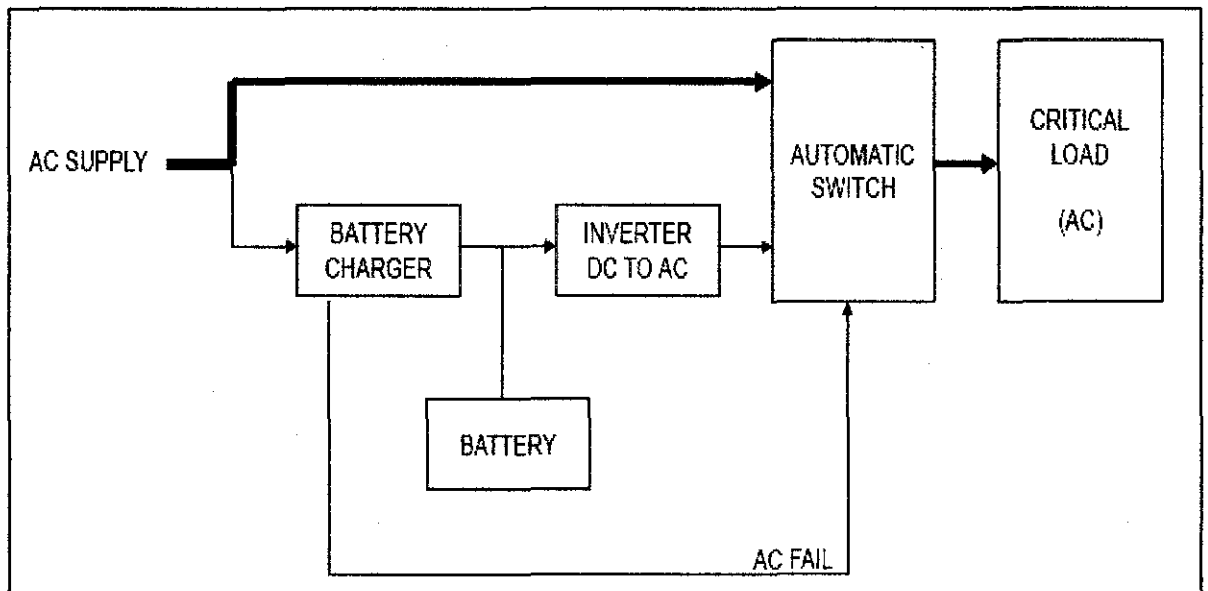 AC SUPPLY
BATTERY
CHARGER
INVERTER
DC TO AC
AUTOMATIC
SWITCH
CRITICAL
LOAD
(AC)
BATTERY
AC FAIL